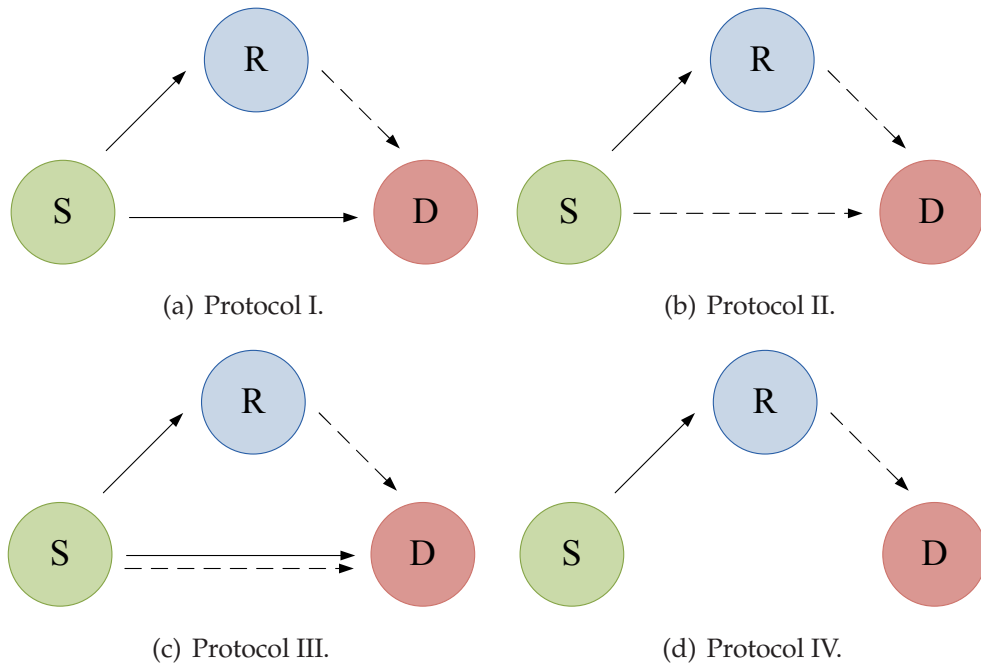 R
R
S
D
S
D
(a) Protocol I.
(b) Protocol II.
R
R
S
D
S
D
(c) Protocol III.
(d) Protocol IV.